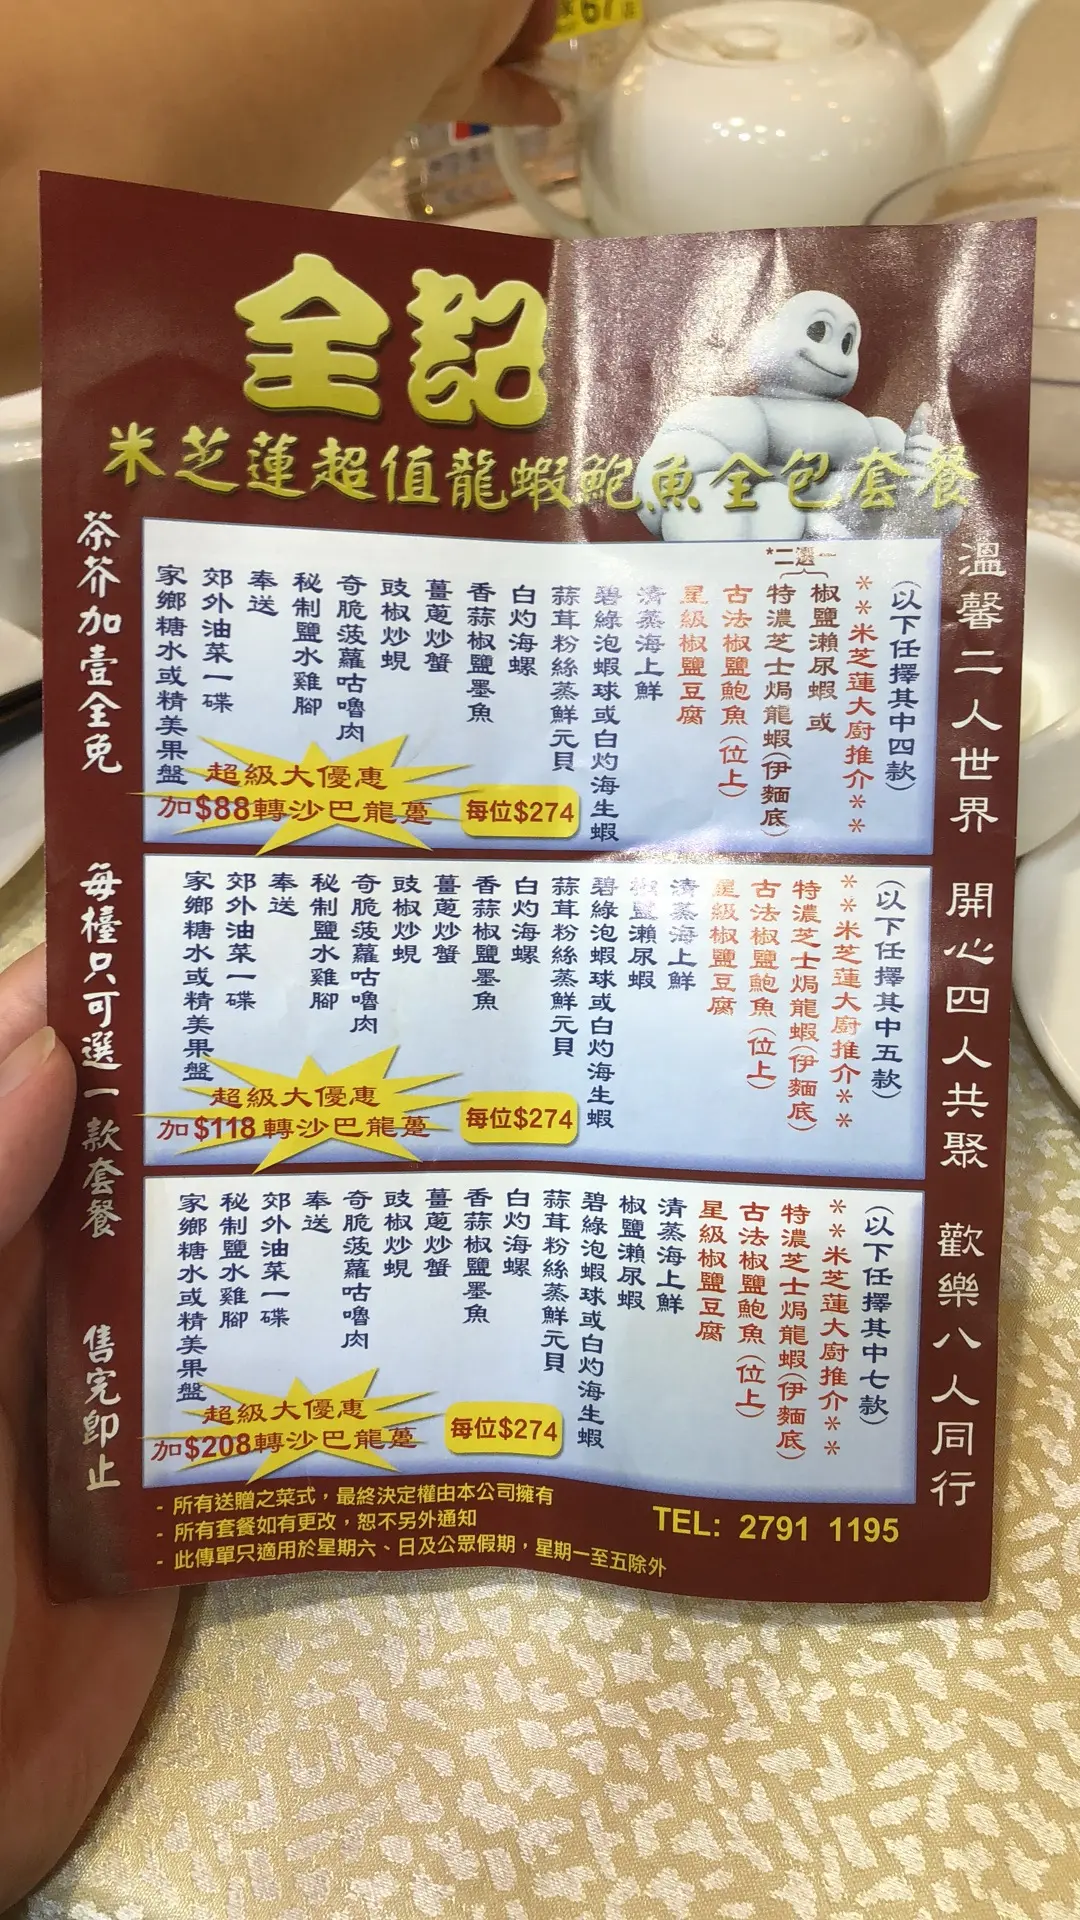 全記
米芝蓮超值龍蝦鮑魚全包套餐
溫馨二人世界 開心四人共聚 歡樂八人同行
(以下任擇其中四款)
**米芝蓮大廚推介**
*二選一
椒鹽瀨尿蝦 或
特濃芝士焗龍蝦(伊麵底)
古法椒鹽鮑魚(位上)
星級椒鹽豆腐
清蒸海上鮮
碧綠泡蝦球或白灼海生蝦
蒜茸粉絲蒸鮮元貝
白灼海螺
香蒜椒鹽墨魚
薑蔥炒蟹
豉椒炒蜆
奇脆菠蘿咕嚕肉
秘制鹽水雞腳
奉送
郊外油菜一碟
家鄉糖水或精美果盤
超級大優惠
加$88轉沙巴龍躉
每位$274
(以下任擇其中五款)
**米芝蓮大廚推介**
特濃芝士焗龍蝦(伊麵底)
古法椒鹽鮑魚(位上)
星級椒鹽豆腐
清蒸海上鮮
椒鹽瀨尿蝦
碧綠泡蝦球或白灼海生蝦
蒜茸粉絲蒸鮮元貝
白灼海螺
香蒜椒鹽墨魚
薑蔥炒蟹
豉椒炒蜆
奇脆菠蘿咕嚕肉
秘制鹽水雞腳
奉送
郊外油菜一碟
家鄉糖水或精美果盤
超級大優惠
加$118轉沙巴龍躉
每位$274
(以下任擇其中七款)
**米芝蓮大廚推介**
特濃芝士焗龍蝦(伊麵底)
古法椒鹽鮑魚(位上)
星級椒鹽豆腐
清蒸海上鮮
椒鹽瀨尿蝦
碧綠泡蝦球或白灼海生蝦
蒜茸粉絲蒸鮮元貝
白灼海螺
香蒜椒鹽墨魚
薑蔥炒蟹
豉椒炒蜆
奇脆菠蘿咕嚕肉
奉送
郊外油菜一碟
秘制鹽水雞腳
家鄉糖水或精美果盤
超級大優惠
加$208轉沙巴龍躉
每位$274
茶芥加壹全免 每檯只可選一款套餐 售完即止
- 所有送贈之菜式，最終決定權由本公司擁有
- 所有套餐如有更改，恕不另外通知
- 此傳單只適用於星期六、日及公眾假期，星期一至五除外
TEL: 2791 1195